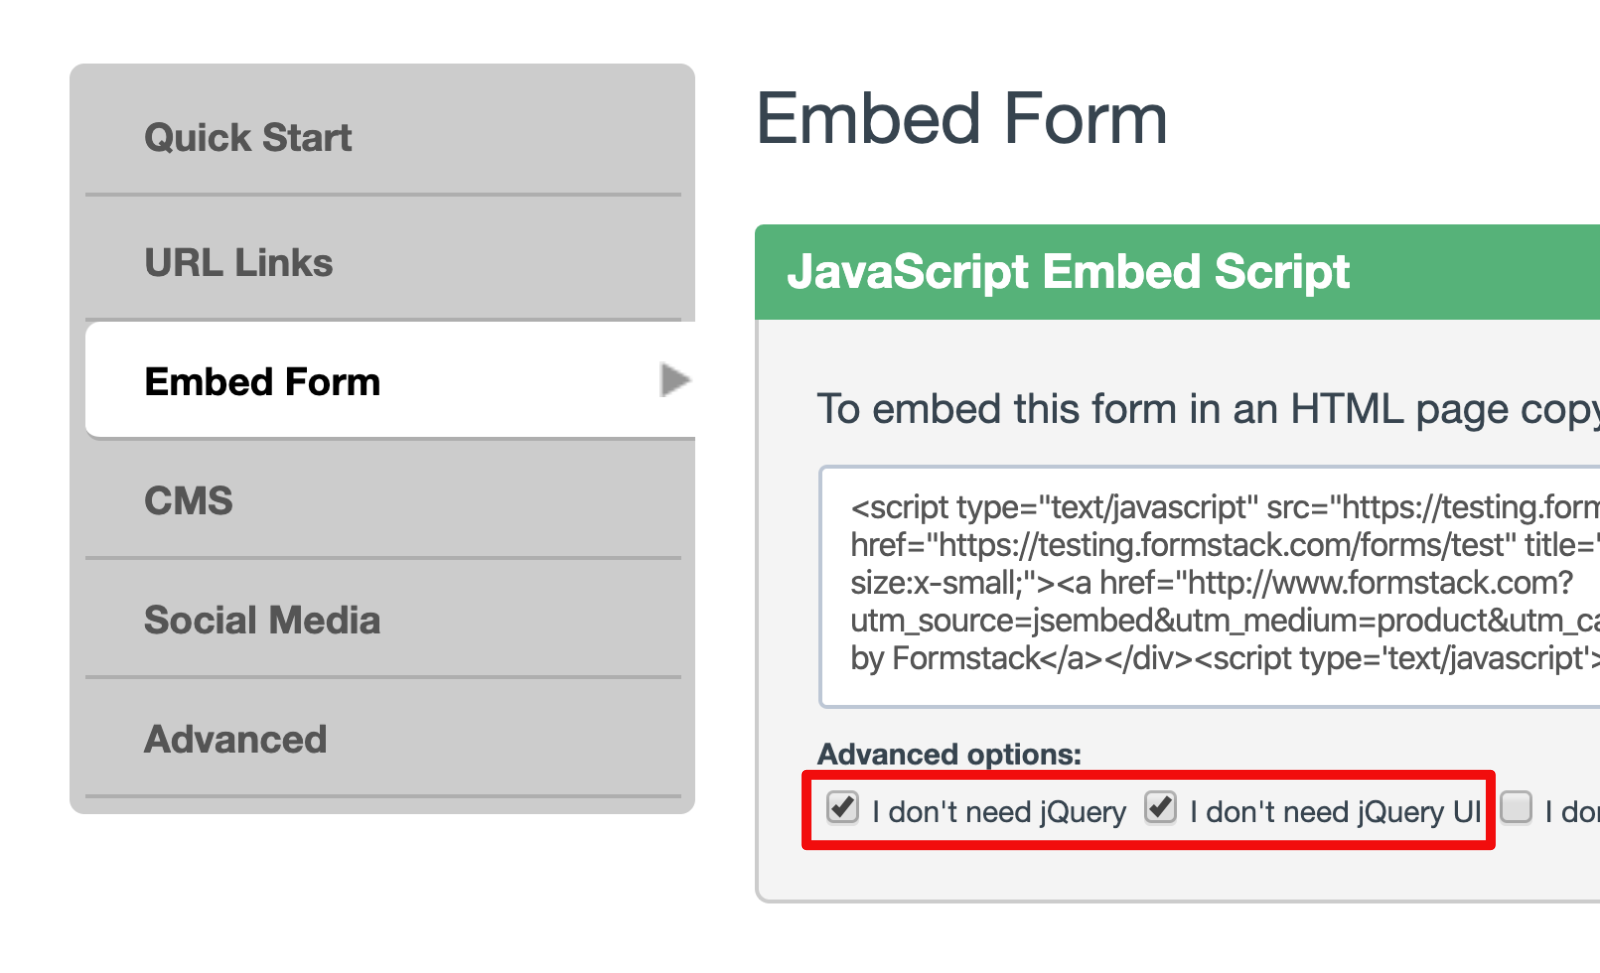 Quick Start
URL Links
Embed Form
CMS
Social Media
Advanced
Embed Form
JavaScript Embed Script
To embed this form in an HTML page copy
<script type="text/javascript" src="https://testing.form
href="https://testing.formstack.com/forms/test" title="
size:x-small;"><a href="http://www.formstack.com?
utm_source=jsembed&utm_medium=product&utm_ca
by Formstack</a></div><script type='text/javascript'>
Advanced options:
I don't need jQuery I don't need jQuery UI I don